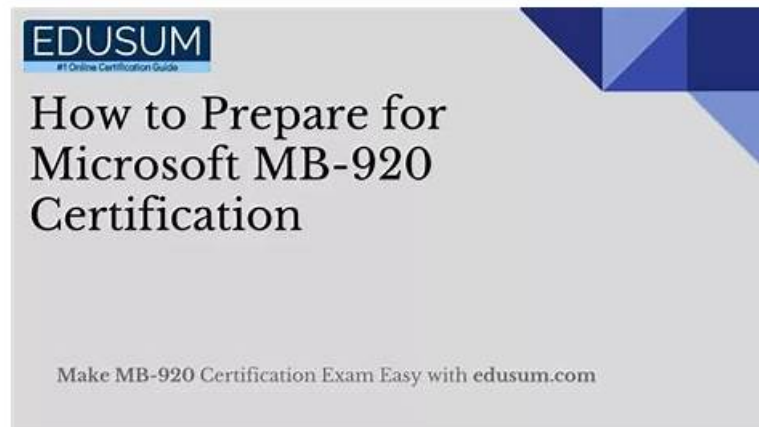 EDUSUM
#1 Online Certification Guide
How to Prepare for
Microsoft MB-920
Certification
Make MB-920 Certification Exam Easy with edusum.com